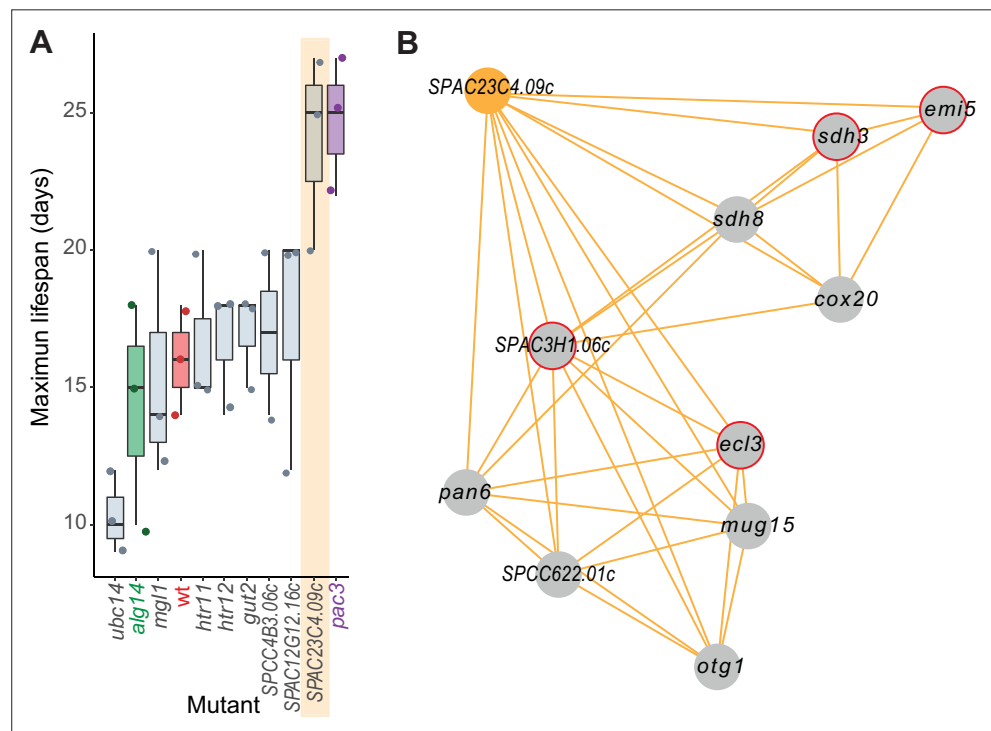 A
B
Maximun lifespan (days)
25
20
15
10
ubc14
alg14
mgl1
wt
htr11
htr12
gut2
SPCC4B3.06c
SPAC12G12.16c
SPAC23C4.09c
pac3
Mutant
SPAC23C4.09c
emi5
sdh3
sdh8
cox20
SPAC3H1.06c
ecl3
pan6
mug15
SPCC622.01c
otg1